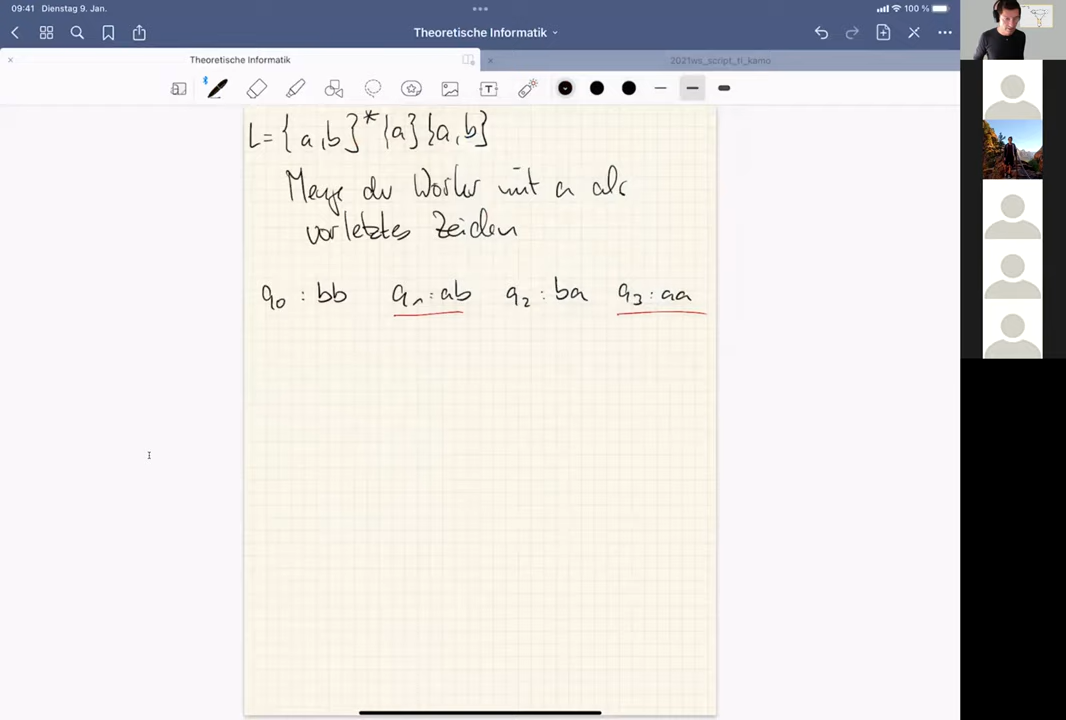 09:41 Dienstag 9. Jan.
100 %
Theoretische Informatik
Theoretische Informatik
2021ws_script_ti_kamo
L = {a,b}* {a} {a,b}
Menge der Wörter mit a als
vorletztes Zeichen
q0 : bb q1 : ab q2 : ba q3 : aa